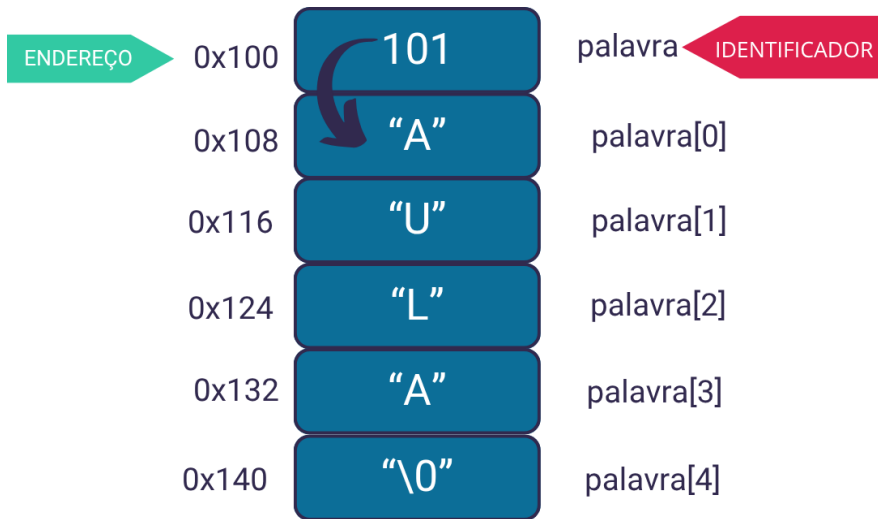 ENDEREÇO 0x100 101 palavra IDENTIFICADOR
0x108 “A” palavra[0]
0x116 “U” palavra[1]
0x124 “L” palavra[2]
0x132 “A” palavra[3]
0x140 “\0” palavra[4]